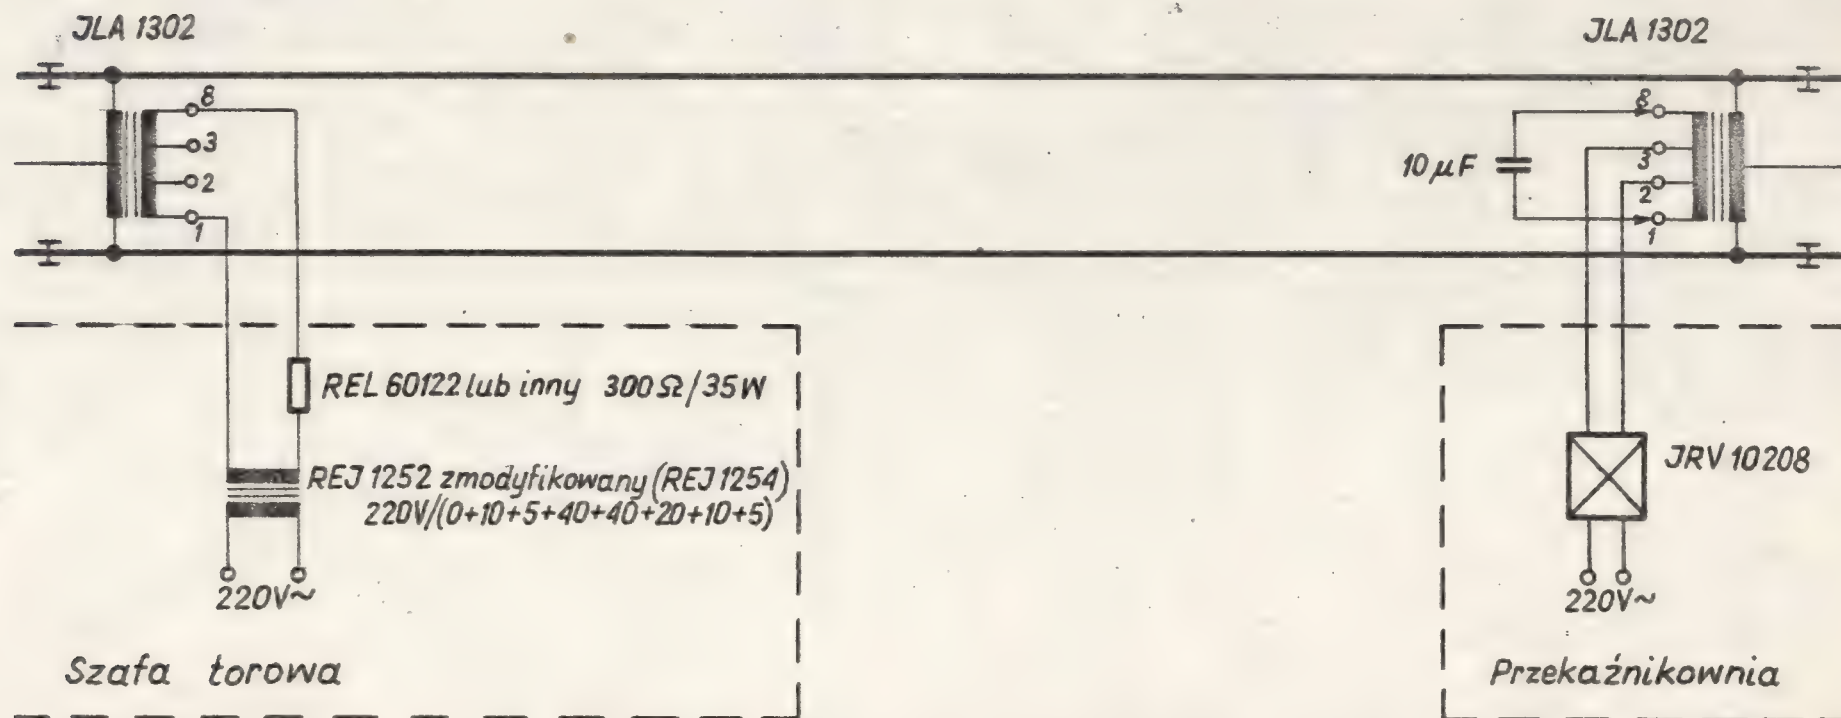 JLA 1302
JLA 1302
8
3
2
1
8
3
2
1
10 μF
REL 60122 lub inny 300 Ω/35W
REJ 1252 zmodyfikowany (REJ 1254)
220V/(0+10+5+40+40+20+10+5)
220V~
JRV 10208
220V~
Szafa torowa
Przekaźnikownia